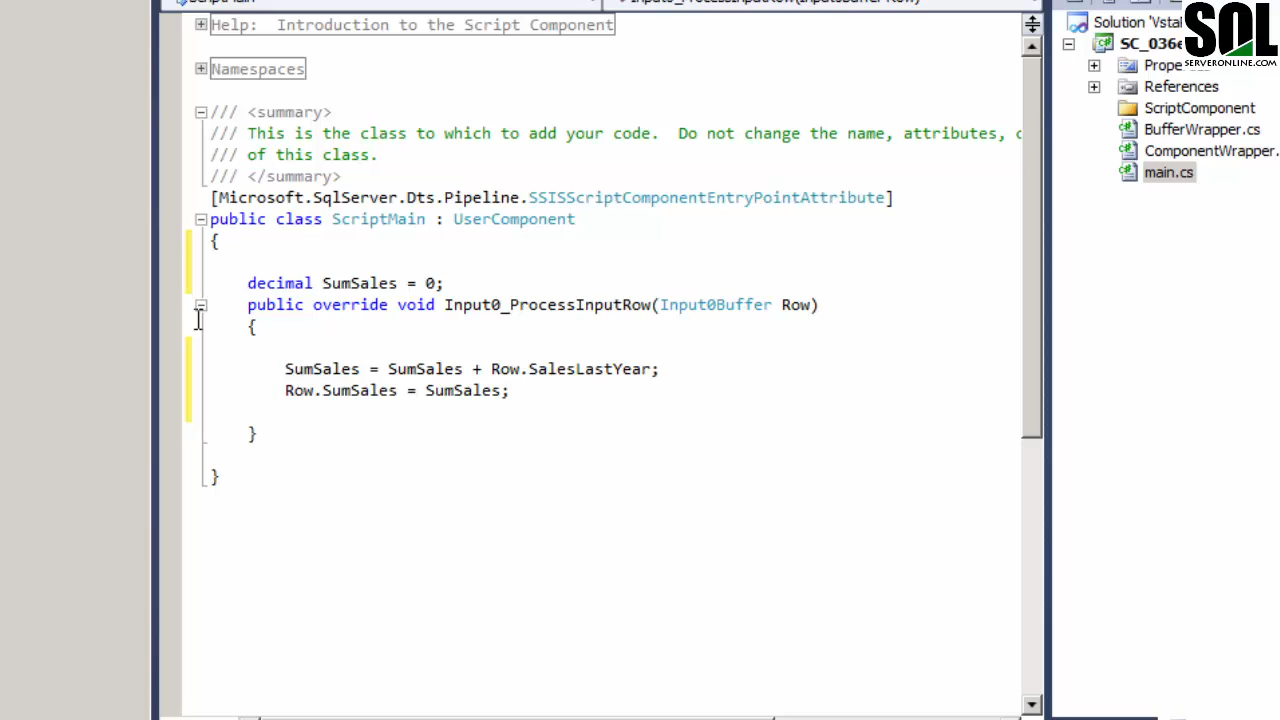 Help:  Introduction to the Script Component
Namespaces
/// <summary>
/// This is the class to which to add your code.  Do not change the name, attributes,
/// of this class.
/// </summary>
[Microsoft.SqlServer.Dts.Pipeline.SSISScriptComponentEntryPointAttribute]
public class ScriptMain : UserComponent
{
decimal SumSales = 0;
public override void Input0_ProcessInputRow(Input0Buffer Row)
{
SumSales = SumSales + Row.SalesLastYear;
Row.SumSales = SumSales;
}
}
Solution 'Vsta
SC_036
References
ScriptComponent
BufferWrapper.cs
ComponentWrapper.
main.cs
SQL
SERVERONLINE.COM